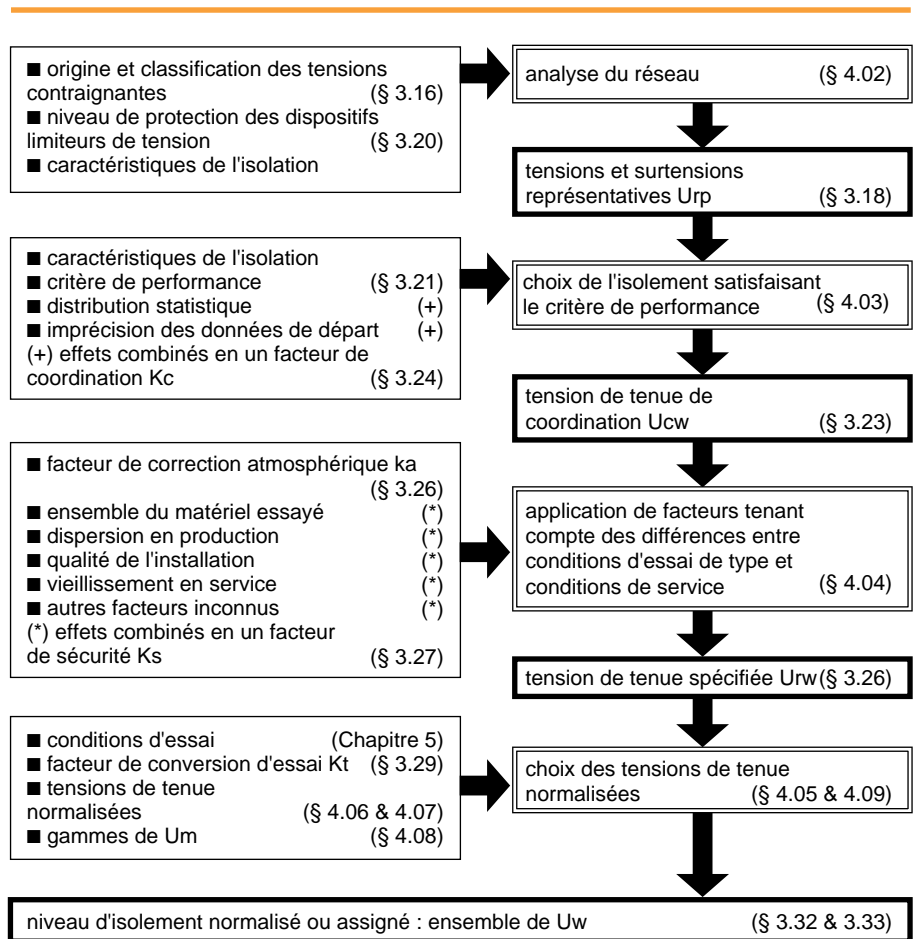 ■ origine et classification des tensions
contraignantes (§ 3.16)
■ niveau de protection des dispositifs
limiteurs de tension (§ 3.20)
■ caractéristiques de l'isolation
analyse du réseau (§ 4.02)
tensions et surtensions
représentatives Urp (§ 3.18)
■ caractéristiques de l'isolation
■ critère de performance (§ 3.21)
■ distribution statistique (+)
■ imprécision des données de départ (+)
(+) effets combinés en un facteur de
coordination Kc (§ 3.24)
choix de l'isolement satisfaisant
le critère de performance (§ 4.03)
tension de tenue de
coordination Ucw (§ 3.23)
■ facteur de correction atmosphérique ka
(§ 3.26)
■ ensemble du matériel essayé (*)
■ dispersion en production (*)
■ qualité de l'installation (*)
■ vieillissement en service (*)
■ autres facteurs inconnus (*)
(*) effets combinés en un facteur
de sécurité Ks (§ 3.27)
application de facteurs tenant
compte des différences entre
conditions d'essai de type et
conditions de service (§ 4.04)
tension de tenue spécifiée Urw(§ 3.26)
■ conditions d'essai (Chapitre 5)
■ facteur de conversion d'essai Kt (§ 3.29)
■ tensions de tenue
normalisées (§ 4.06 & 4.07)
■ gammes de Um (§ 4.08)
choix des tensions de tenue
normalisées (§ 4.05 & 4.09)
niveau d'isolement normalisé ou assigné : ensemble de Uw (§ 3.32 & 3.33)